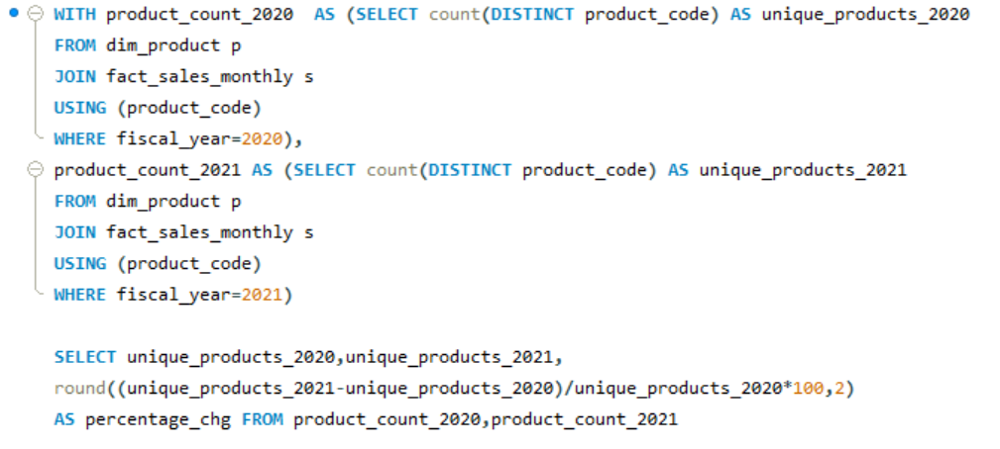 WITH product_count_2020  AS (SELECT count(DISTINCT product_code) AS unique_products_2020
FROM dim_product p
JOIN fact_sales_monthly s
USING (product_code)
WHERE fiscal_year=2020),
product_count_2021 AS (SELECT count(DISTINCT product_code) AS unique_products_2021
FROM dim_product p
JOIN fact_sales_monthly s
USING (product_code)
WHERE fiscal_year=2021)
SELECT unique_products_2020,unique_products_2021,
round((unique_products_2021-unique_products_2020)/unique_products_2020*100,2)
AS percentage_chg FROM product_count_2020,product_count_2021